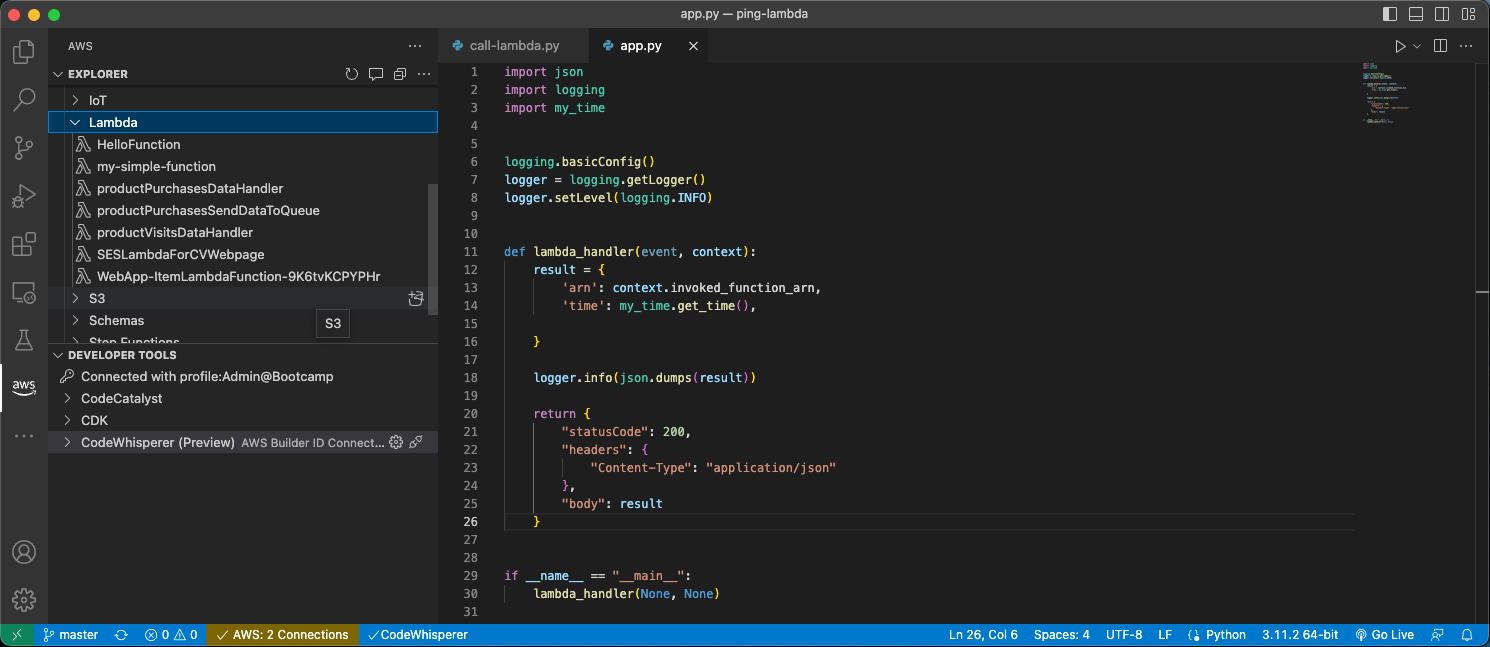 app.py — ping-lambda
AWS
EXPLORER
IoT
Lambda
HelloFunction
my-simple-function
productPurchasesDataHandler
productPurchasesSendDataToQueue
productVisitsDataHandler
SESLambdaForCVWebpage
WebApp-ItemLambdaFunction-9K6tvKCPYPHr
S3
Schemas
S3
Step Functions
DEVELOPER TOOLS
Connected with profile:Admin@Bootcamp
CodeCatalyst
CDK
CodeWhisperer (Preview) AWS Builder ID Connect...
aws
call-lambda.py
app.py
1 import json
2 import logging
3 import my_time
4
5
6 logging.basicConfig()
7 logger = logging.getLogger()
8 logger.setLevel(logging.INFO)
9
10
11 def lambda_handler(event, context):
12     result = {
13         'arn': context.invoked_function_arn,
14         'time': my_time.get_time(),
15
16     }
17
18     logger.info(json.dumps(result))
19
20     return {
21         "statusCode": 200,
22         "headers": {
23             "Content-Type": "application/json"
24         },
25         "body": result
26     }
27
28
29 if __name__ == "__main__":
30     lambda_handler(None, None)
31
master 0 0 AWS: 2 Connections CodeWhisperer Ln 26, Col 6 Spaces: 4 UTF-8 LF Python 3.11.2 64-bit Go Live